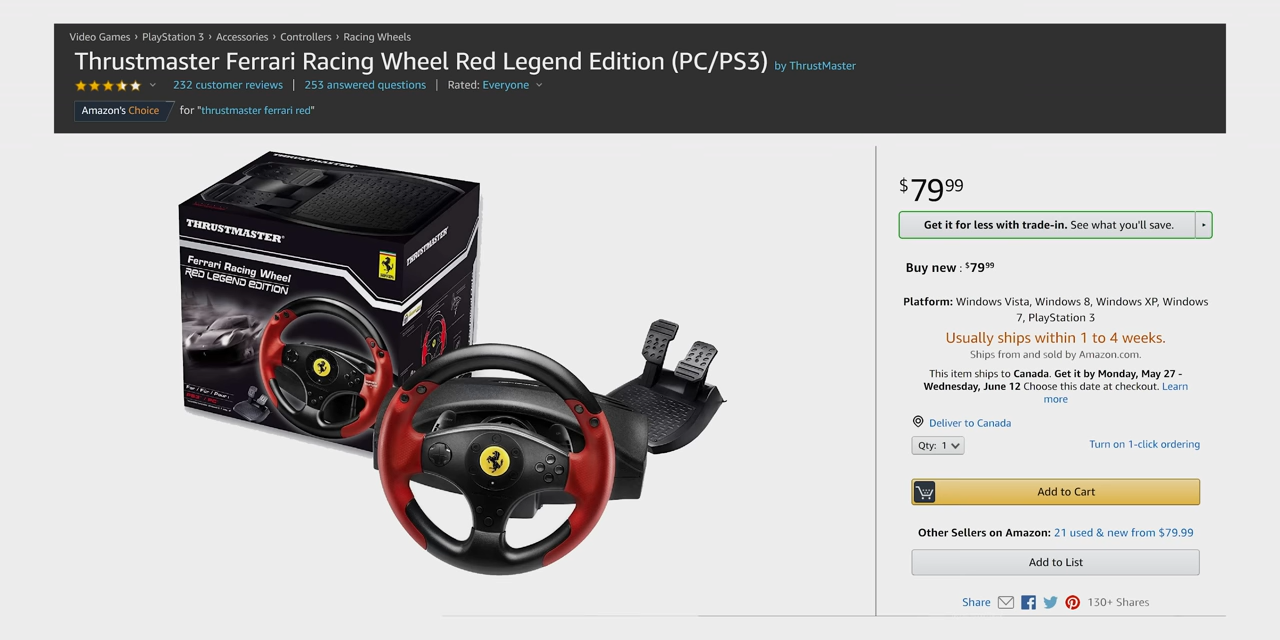 Video Games › PlayStation 3 › Accessories › Controllers › Racing Wheels
Thrustmaster Ferrari Racing Wheel Red Legend Edition (PC/PS3) by ThrustMaster
232 customer reviews | 253 answered questions | Rated: Everyone
Amazon's Choice for "thrustmaster ferrari red"
THRUSTMASTER
THRUSTMASTER
THRUSTMASTER
Ferrari Racing Wheel
RED LEGEND EDITION
$79.99
Get it for less with trade-in. See what you'll save.
Buy new : $79.99
Platform: Windows Vista, Windows 8, Windows XP, Windows
7, PlayStation 3
Usually ships within 1 to 4 weeks.
Ships from and sold by Amazon.com.
This item ships to Canada. Get it by Monday, May 27 -
Wednesday, June 12 Choose this date at checkout. Learn
more
Deliver to Canada
Qty: 1
Turn on 1-click ordering
Add to Cart
Other Sellers on Amazon: 21 used & new from $79.99
Add to List
Share 130+ Shares